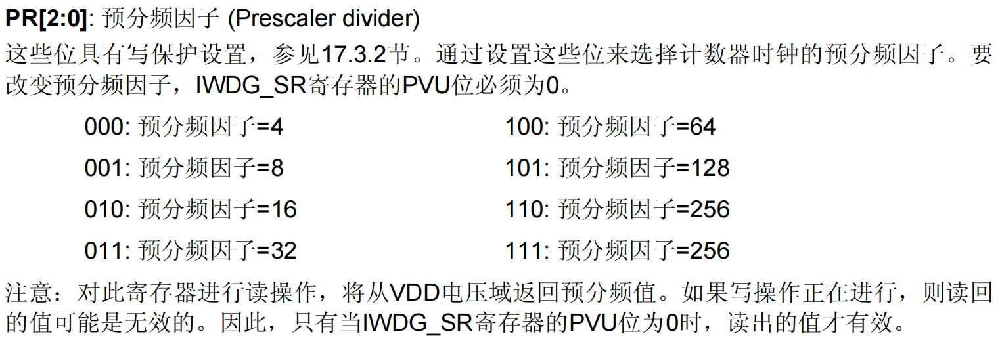 PR[2:0]: 预分频因子 (Prescaler divider)
这些位具有写保护设置，参见17.3.2节。通过设置这些位来选择计数器时钟的预分频因子。要
改变预分频因子，IWDG_SR寄存器的PVU位必须为0。
000: 预分频因子=4 100: 预分频因子=64
001: 预分频因子=8 101: 预分频因子=128
010: 预分频因子=16 110: 预分频因子=256
011: 预分频因子=32 111: 预分频因子=256
注意：对此寄存器进行读操作，将从VDD电压域返回预分频值。如果写操作正在进行，则读回
的值可能是无效的。因此，只有当IWDG_SR寄存器的PVU位为0时，读出的值才有效。